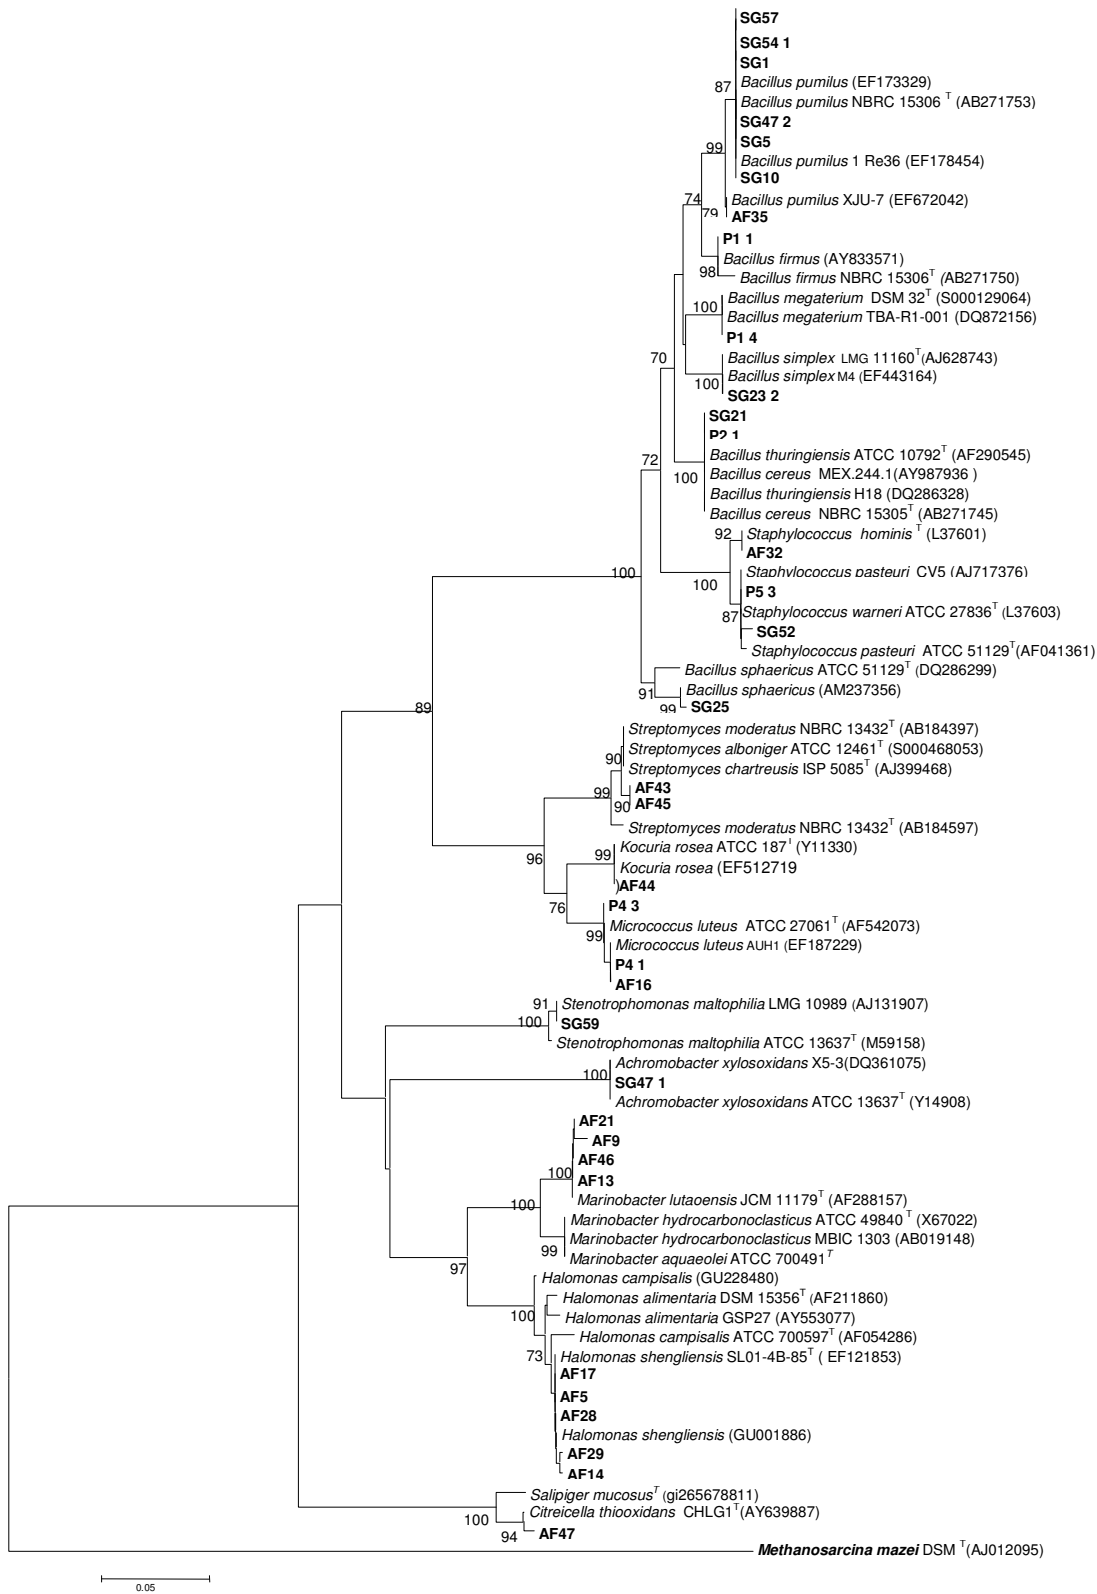 SG57
SG54 1
SG1
Bacillus pumilus (EF173329)
87
Bacillus pumilus NBRC 15306 T (AB271753)
SG47 2
SG5
99
Bacillus pumilus 1 Re36 (EF178454)
SG10
74
Bacillus pumilus XJU-7 (EF672042)
79
AF35
P1 1
Bacillus firmus (AY833571)
98
Bacillus firmus NBRC 15306T (AB271750)
Bacillus megaterium DSM 32T (S000129064)
100
Bacillus megaterium TBA-R1-001 (DQ872156)
P1 4
70
Bacillus simplex LMG 11160T(AJ628743)
Bacillus simplex M4 (EF443164)
100
SG23 2
SG21
P2 1
Bacillus thuringiensis ATCC 10792T (AF290545)
72
Bacillus cereus MEX.244.1(AY987936 )
100
Bacillus thuringiensis H18 (DQ286328)
Bacillus cereus NBRC 15305T (AB271745)
92
Staphylococcus hominis T (L37601)
AF32
100
Staphylococcus pasteuri CV5 (AJ717376)
100
P5 3
Staphylococcus warneri ATCC 27836T (L37603)
87
SG52
Staphylococcus pasteuri ATCC 51129T(AF041361)
Bacillus sphaericus ATCC 51129T (DQ286299)
91
Bacillus sphaericus (AM237356)
99
SG25
89
Streptomyces moderatus NBRC 13432T (AB184397)
Streptomyces alboniger ATCC 12461T (S000468053)
90
Streptomyces chartreusis ISP 5085T (AJ399468)
99
AF43
90
AF45
Streptomyces moderatus NBRC 13432T (AB184597)
96
99
Kocuria rosea ATCC 187T (Y11330)
Kocuria rosea (EF512719
)AF44
76
P4 3
Micrococcus luteus ATCC 27061T (AF542073)
99
Micrococcus luteus AUH1 (EF187229)
P4 1
AF16
91
Stenotrophomonas maltophilia LMG 10989 (AJ131907)
100
SG59
Stenotrophomonas maltophilia ATCC 13637T (M59158)
Achromobacter xylosoxidans X5-3(DQ361075)
100
SG47 1
Achromobacter xylosoxidans ATCC 13637T (Y14908)
AF21
AF9
AF46
100
AF13
Marinobacter lutaoensis JCM 11179T (AF288157)
100
Marinobacter hydrocarbonoclasticus ATCC 49840 T (X67022)
Marinobacter hydrocarbonoclasticus MBIC 1303 (AB019148)
99
Marinobacter aquaeolei ATCC 700491T
97
Halomonas campisalis (GU228480)
Halomonas alimentaria DSM 15356T (AF211860)
100
Halomonas alimentaria GSP27 (AY553077)
Halomonas campisalis ATCC 700597T (AF054286)
73
Halomonas shengliensis SL01-4B-85T ( EF121853)
AF17
AF5
AF28
Halomonas shengliensis (GU001886)
AF29
AF14
Salipiger mucosusT (gi265678811)
100
Citreicella thiooxidans CHLG1T(AY639887)
94
AF47
Methanosarcina mazei DSM T(AJ012095)
0.05